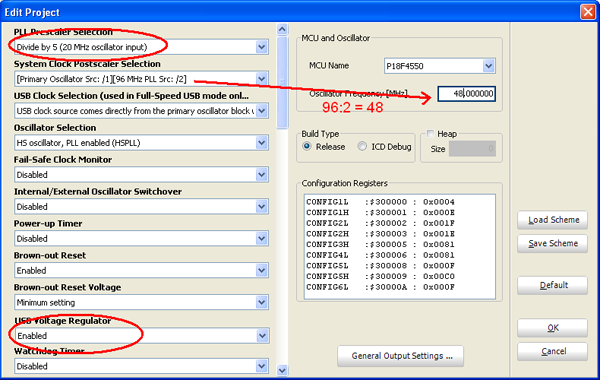 Edit Project
PLL Prescaler Selection
Divide by 5 (20 MHz oscillator input)
System Clock Postscaler Selection
[Primary Oscillator Src: /1][96 MHz PLL Src: /2]
USB Clock Selection (used in Full-Speed USB mode onl...
USB clock source comes directly from the primary oscillator block
Oscillator Selection
HS oscillator, PLL enabled (HSPLL)
Fail-Safe Clock Monitor
Disabled
Internal/External Oscillator Switchover
Disabled
Power-up Timer
Disabled
Brown-out Reset
Enabled
Brown-out Reset Voltage
Minimum setting
USB Voltage Regulator
Enabled
Watchdog Timer
Disabled
MCU and Oscillator
MCU Name
P18F4550
Oscillator Frequency [MHz]
48.000000
96:2 = 48
Build Type
Release
ICD Debug
Heap
Size
0
Configuration Registers
CONFIG1L :$300000 : 0x0004
CONFIG1H :$300001 : 0x000E
CONFIG2L :$300002 : 0x001F
CONFIG2H :$300003 : 0x001E
CONFIG3H :$300005 : 0x0081
CONFIG4L :$300006 : 0x0081
CONFIG5L :$300008 : 0x000F
CONFIG5H :$300009 : 0x00C0
CONFIG6L :$30000A : 0x000F
General Output Settings ...
Load Scheme
Save Scheme
Default
OK
Cancel